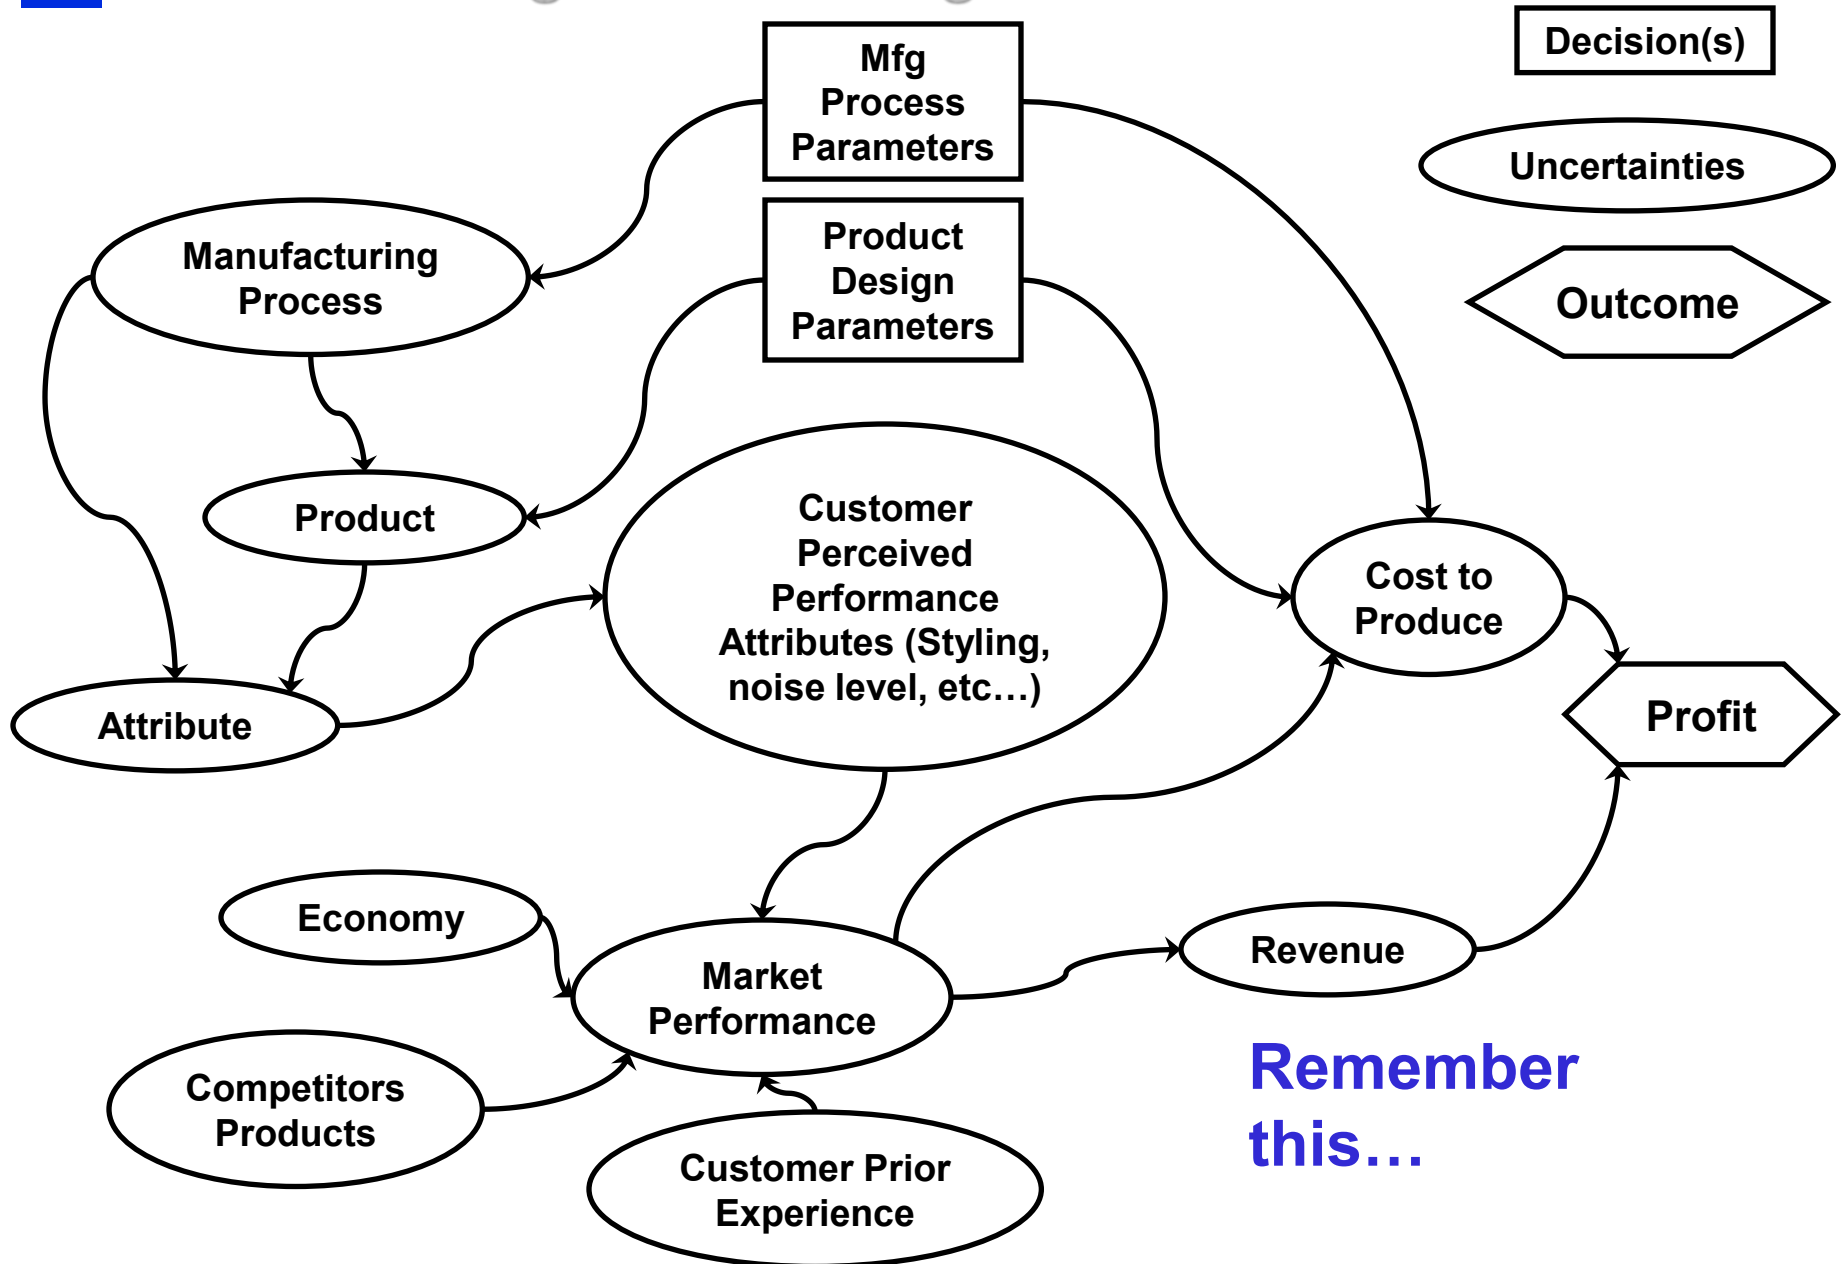 Mfg
Process
Parameters
Decision(s)
Uncertainties
Outcome
Product
Design
Parameters
Manufacturing
Process
Product
Customer
Perceived
Performance
Attributes (Styling,
noise level, etc…)
Cost to
Produce
Attribute
Profit
Economy
Market
Performance
Revenue
Competitors
Products
Customer Prior
Experience
Remember
this…